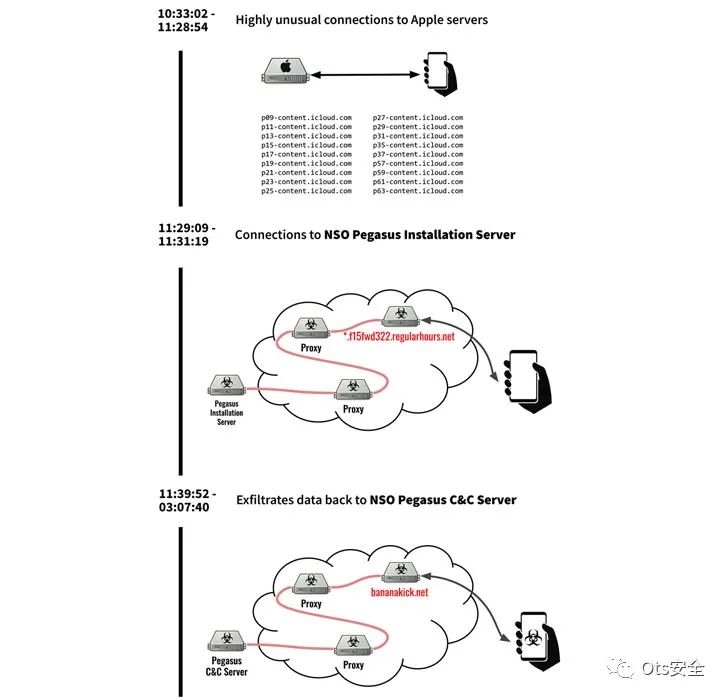 10:33:02 -
11:28:54
Highly unusual connections to Apple servers
p09-content.icloud.com p27-content.icloud.com
p11-content.icloud.com p29-content.icloud.com
p13-content.icloud.com p31-content.icloud.com
p15-content.icloud.com p35-content.icloud.com
p17-content.icloud.com p37-content.icloud.com
p19-content.icloud.com p57-content.icloud.com
p21-content.icloud.com p59-content.icloud.com
p23-content.icloud.com p61-content.icloud.com
p25-content.icloud.com p63-content.icloud.com
11:29:09 -
11:31:19
Connections to NSO Pegasus Installation Server
*.f15fwd322.regularhours.net
Proxy
Proxy
Pegasus
Installation
Server
11:39:52 -
03:07:40
Exfiltrates data back to NSO Pegasus C&C Server
bananakick.net
Proxy
Proxy
Pegasus
C&C Server
Ots安全